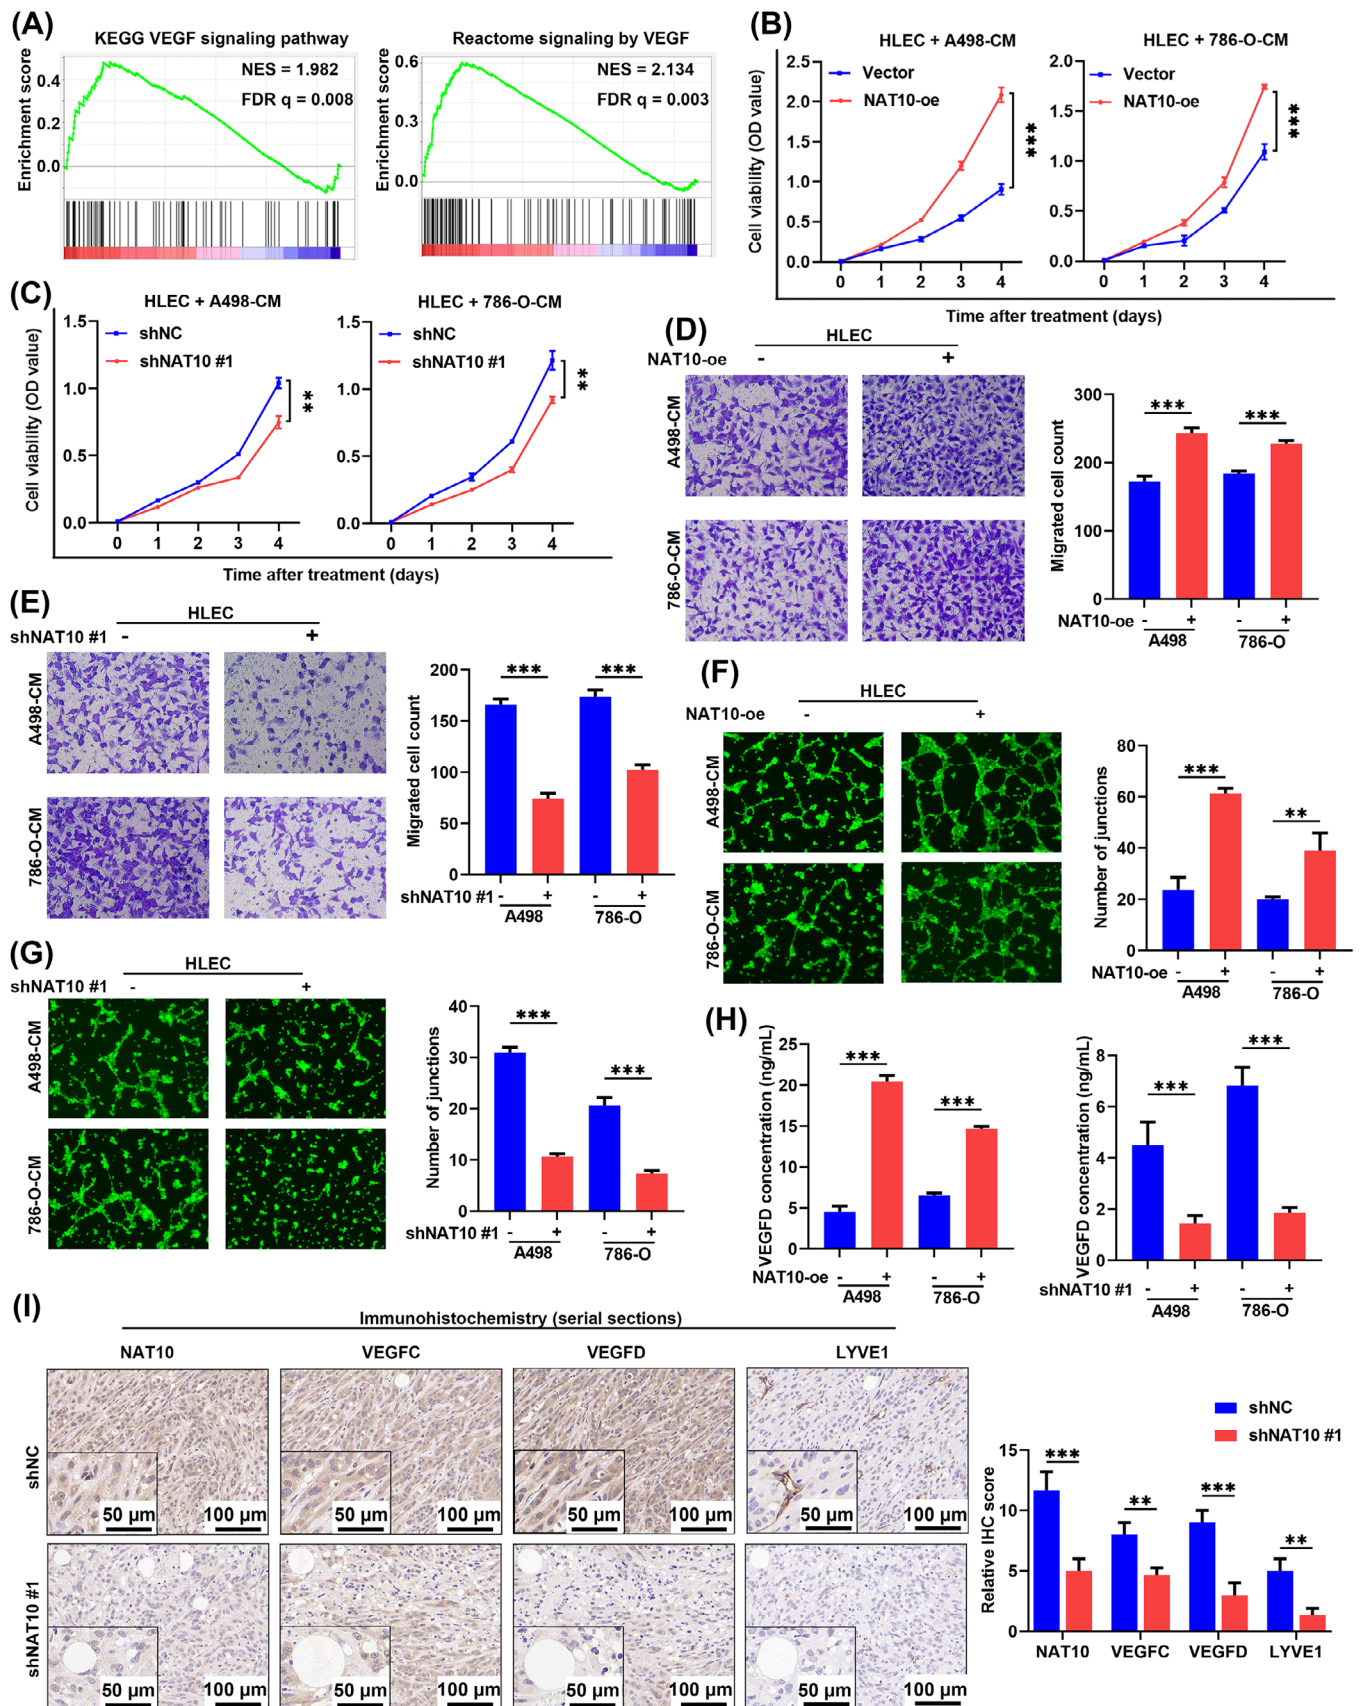 (A)
KEGG VEGF signaling pathway
Enrichment score
0.4
0.2
0.0
NES = 1.982
FDR q = 0.008
Reactome signaling by VEGF
Enrichment score
0.6
0.3
0.0
NES = 2.134
FDR q = 0.003
(B)
HLEC + A498-CM
Cell viability (OD value)
2.5
2.0
1.5
1.0
0.5
0.0
Vector
NAT10-oe
***
0 1 2 3 4
HLEC + 786-O-CM
2.0
1.5
1.0
0.5
0.0
Vector
NAT10-oe
***
0 1 2 3 4
Time after treatment (days)
(C)
HLEC + A498-CM
Cell viability (OD value)
1.5
1.0
0.5
0.0
shNC
shNAT10 #1
**
0 1 2 3 4
HLEC + 786-O-CM
1.5
1.0
0.5
0.0
shNC
shNAT10 #1
**
0 1 2 3 4
Time after treatment (days)
(D)
HLEC
NAT10-oe - +
A498-CM
786-O-CM
Migrated cell count
300
200
100
0
*** ***
NAT10-oe - + - +
A498 786-O
(E)
HLEC
shNAT10 #1 - +
A498-CM
786-O-CM
Migrated cell count
200
150
100
50
0
*** ***
shNAT10 #1 - + - +
A498 786-O
(F)
HLEC
NAT10-oe - +
A498-CM
786-O-CM
Number of junctions
80
60
40
20
0
*** **
NAT10-oe - + - +
A498 786-O
(G)
HLEC
shNAT10 #1 - +
A498-CM
786-O-CM
Number of junctions
40
30
20
10
0
*** ***
shNAT10 #1 - + - +
A498 786-O
(H)
VEGFD concentration (ng/mL)
25
20
15
10
5
0
*** ***
NAT10-oe - + - +
A498 786-O
VEGFD concentration (ng/mL)
8
6
4
2
0
*** ***
shNAT10 #1 - + - +
A498 786-O
(I)
Immunohistochemistry (serial sections)
NAT10 VEGFC VEGFD LYVE1
shNC
50 µm 100 µm 50 µm 100 µm 50 µm 100 µm 50 µm 100 µm
shNAT10 #1
50 µm 100 µm 50 µm 100 µm 50 µm 100 µm 50 µm 100 µm
shNC
shNAT10 #1
Relative IHC score
15
10
5
0
*** ** *** **
NAT10 VEGFC VEGFD LYVE1